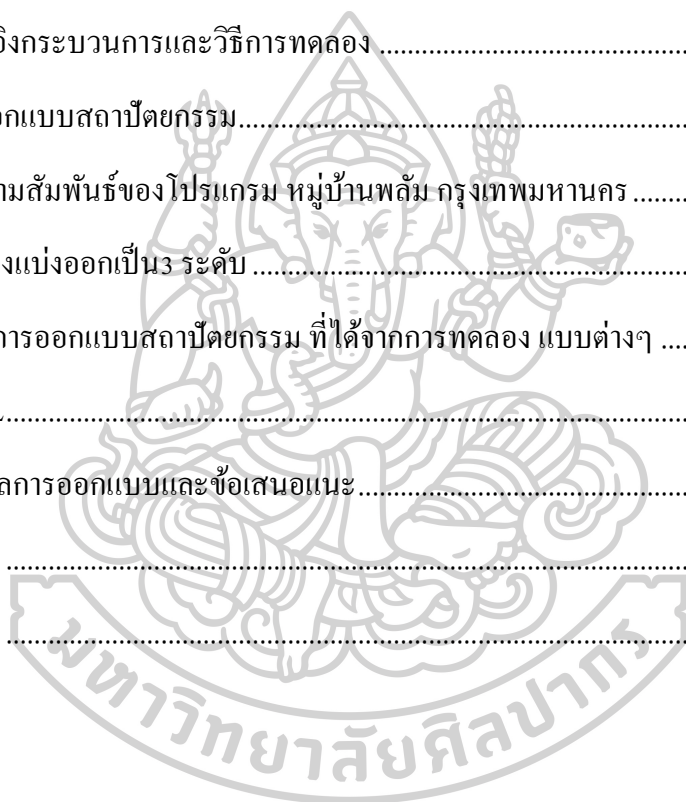 อิงกระบวนการและวิธีการทดลอง ............................................................
อกแบบสถาปัตยกรรม............................................................
ามสัมพันธ์ของโปรแกรม หมู่บ้านพลัม กรุงเทพมหานคร ........
งแบ่งออกเป็น3 ระดับ ............................................................
การออกแบบสถาปัตยกรรม ที่ได้จากการทดลอง แบบต่างๆ ....
............................................................
ลการออกแบบและข้อเสนอแนะ............................................................
............................................................
............................................................
มหาวิทยาลัยศิลปากร